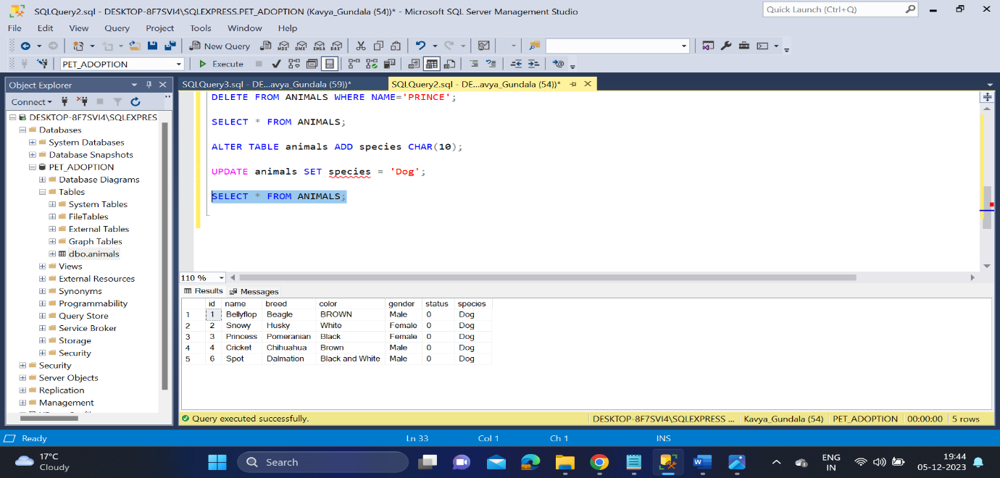 SQLQuery2.sql - DESKTOP-8F7SVI4\SQLEXPRESS.PET_ADOPTION (Kavya_Gundala (54))* - Microsoft SQL Server Management Studio
Quick Launch (Ctrl+Q)
File Edit View Query Project Tools Window Help
New Query MDX DMX XMLA DAX
PET_ADOPTION Execute
Object Explorer
SQLQuery3.sql - DE...avya_Gundala (59))*
SQLQuery2.sql - DE...avya_Gundala (54))*
Connect
DESKTOP-8F7SVI4\SQLEXPRES
Databases
System Databases
Database Snapshots
PET_ADOPTION
Database Diagrams
Tables
System Tables
FileTables
External Tables
Graph Tables
dbo.animals
Views
External Resources
Synonyms
Programmability
Query Store
Service Broker
Storage
Security
Security
Server Objects
Replication
Management
DELETE FROM ANIMALS WHERE NAME='PRINCE';
SELECT * FROM ANIMALS;
ALTER TABLE animals ADD species CHAR(10);
UPDATE animals SET species = 'Dog';
SELECT * FROM ANIMALS;
110 %
Results Messages
id name breed color gender status species
1 1 Bellyflop Beagle BROWN Male 0 Dog
2 2 Snowy Husky White Female 0 Dog
3 3 Princess Pomeranian Black Female 0 Dog
4 4 Cricket Chihuahua Brown Male 0 Dog
5 6 Spot Dalmation Black and White Male 0 Dog
Query executed successfully. DESKTOP-8F7SVI4\SQLEXPRESS ... Kavya_Gundala (54) PET_ADOPTION 00:00:00 5 rows
Ready Ln 33 Col 1 Ch 1 INS
17°C
Cloudy
Search
ENG
IN
19:44
05-12-2023